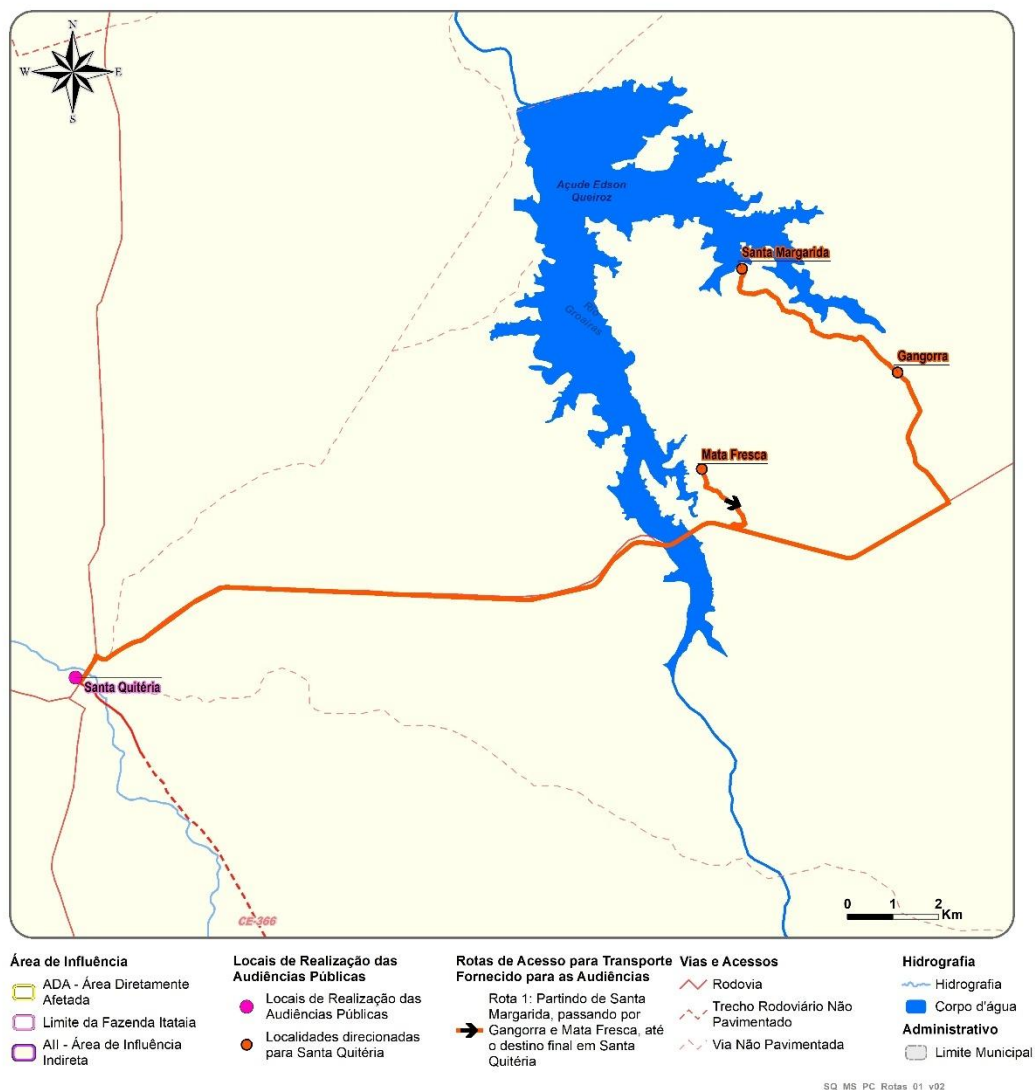 N
W E
S
Açude Edson
Queiroz
Santa Margarida
Rio
Groaíras
Gangorra
Mata Fresca
Santa Quitéria
CE-366
0 1 2
Km
Área de Influência
ADA - Área Diretamente
Afetada
Limite da Fazenda Itataia
AII - Área de Influência
Indireta
Locais de Realização das
Audiências Públicas
Locais de Realização das
Audiências Públicas
Localidades direcionadas
para Santa Quitéria
Rotas de Acesso para Transporte
Fornecido para as Audiências
Rota 1: Partindo de Santa
Margarida, passando por
Gangorra e Mata Fresca, até
o destino final em Santa
Quitéria
Vias e Acessos
Rodovia
Trecho Rodoviário Não
Pavimentado
Via Não Pavimentada
Hidrografia
Hidrografia
Corpo d'água
Administrativo
Limite Municipal
SQ_MS_PC_Rotas_01_v02